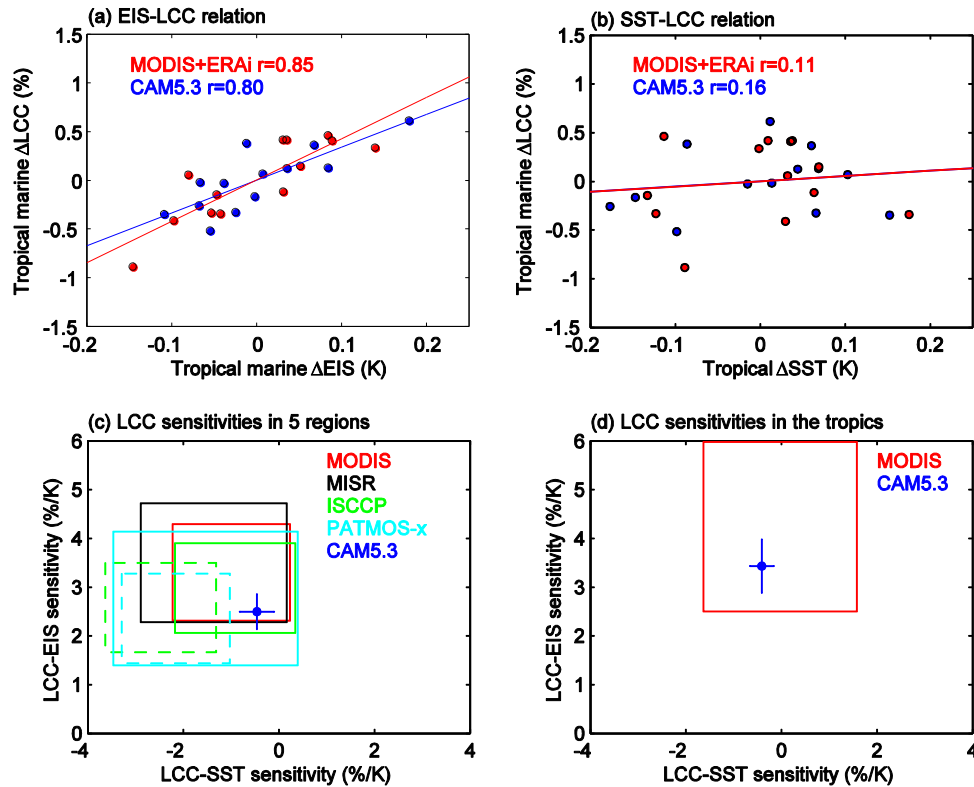 (a) EIS-LCC relation
MODIS+ERAi r=0.85
CAM5.3 r=0.80
1.5
1
0.5
0
-0.5
-1
-1.5
Tropical marine ΔLCC (%)
-0.2
-0.1
0
0.1
0.2
Tropical marine ΔEIS (K)
(b) SST-LCC relation
MODIS+ERAi r=0.11
CAM5.3 r=0.16
1.5
1
0.5
0
-0.5
-1
-1.5
Tropical marine ΔLCC (%)
-0.2
-0.1
0
0.1
0.2
Tropical ΔSST (K)
(c) LCC sensitivities in 5 regions
MODIS
MISR
ISCCP
PATMOS-x
CAM5.3
6
5
4
3
2
1
0
LCC-EIS sensitivity (%/K)
-4
-2
0
2
4
LCC-SST sensitivity (%/K)
(d) LCC sensitivities in the tropics
MODIS
CAM5.3
6
5
4
3
2
1
0
LCC-EIS sensitivity (%/K)
-4
-2
0
2
4
LCC-SST sensitivity (%/K)